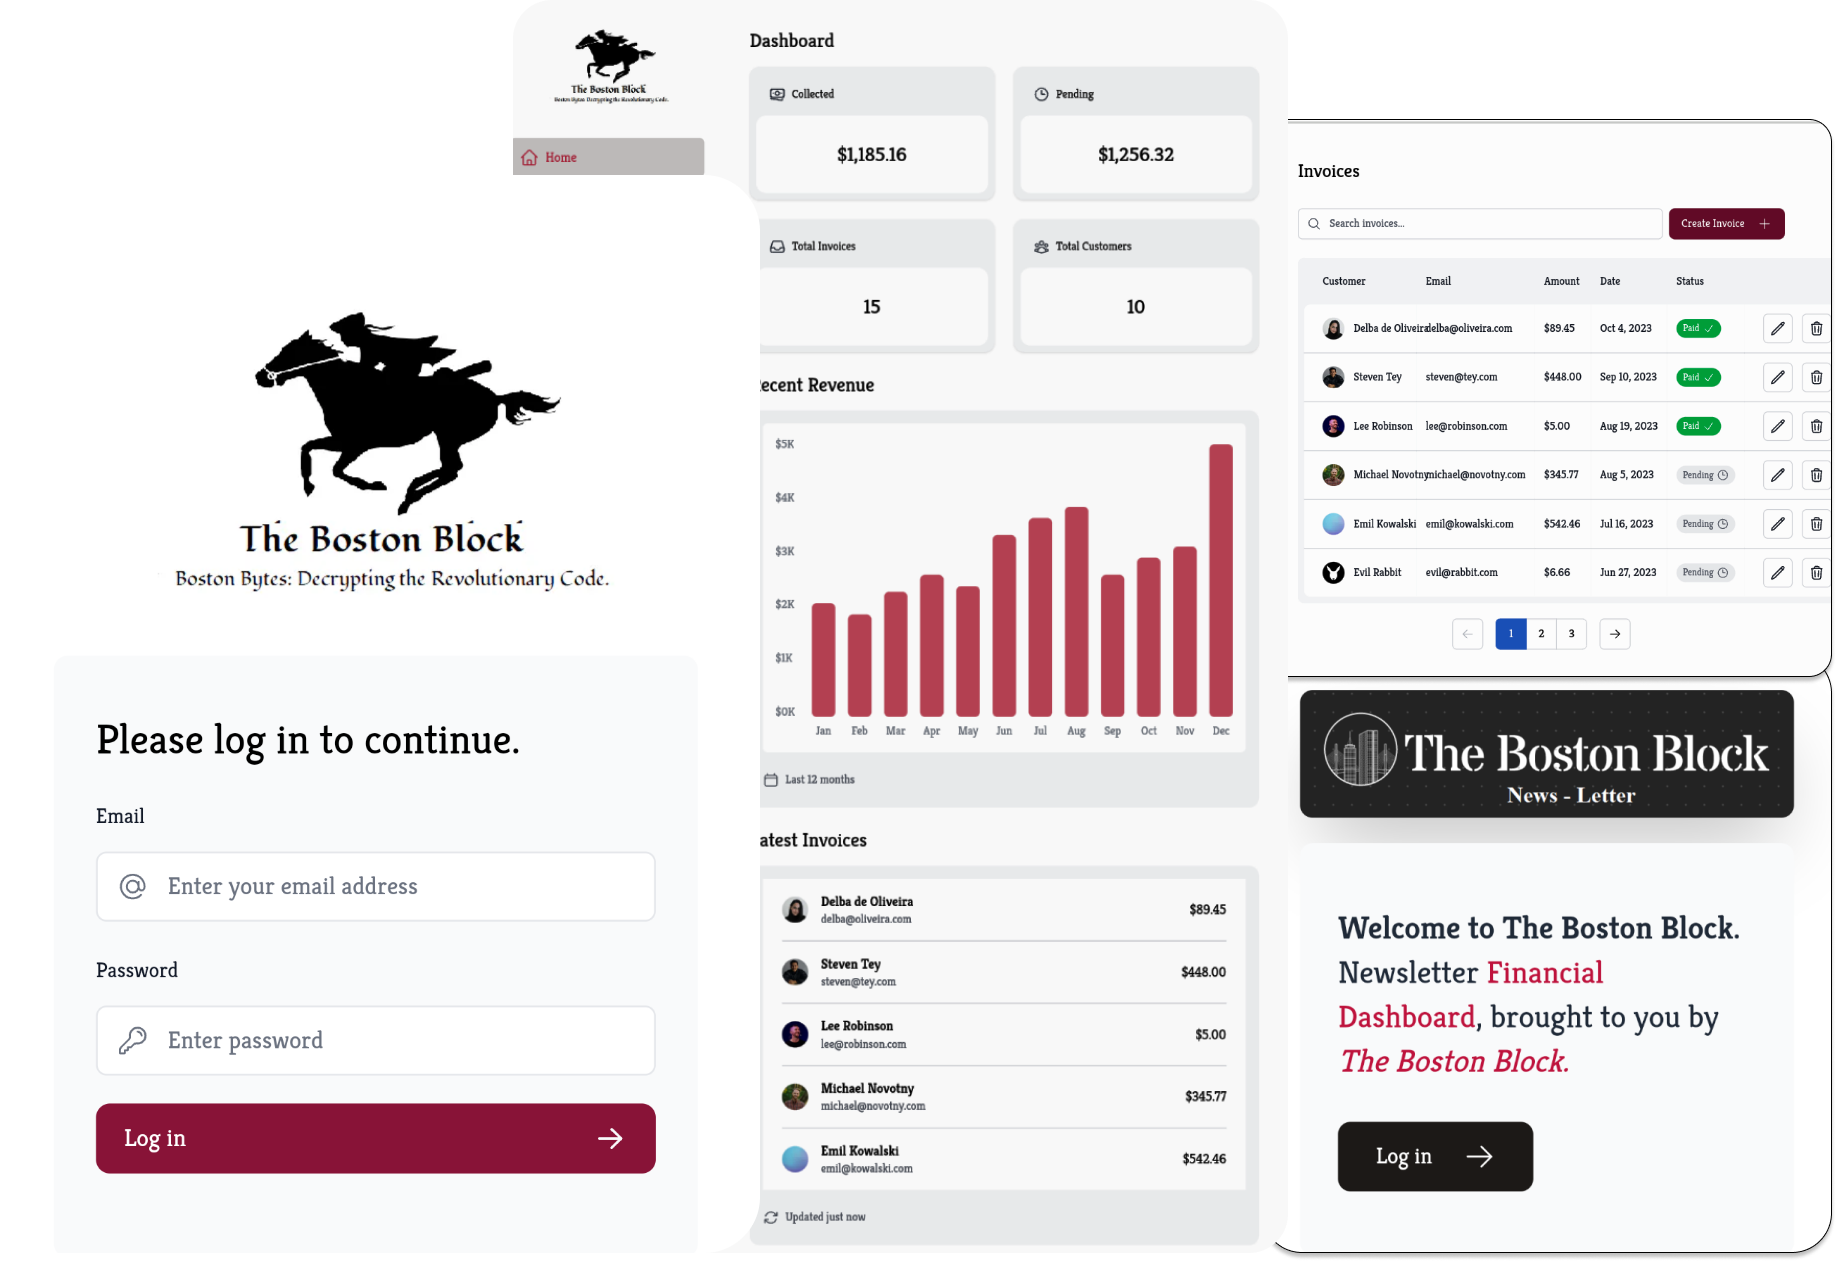 The Boston Block
Boston Bytes: Decrypting the Revolutionary Code.
Home
Dashboard
Collected
$1,185.16
Pending
$1,256.32
Total Invoices
15
Total Customers
10
ecent Revenue
$5K
$4K
$3K
$2K
$1K
$0K
Jan Feb Mar Apr May Jun Jul Aug Sep Oct Nov Dec
Last 12 months
atest Invoices
Delba de Oliveira
delba@oliveira.com
$89.45
Steven Tey
steven@tey.com
$448.00
Lee Robinson
lee@robinson.com
$5.00
Michael Novotny
michael@novotny.com
$345.77
Emil Kowalski
emil@kowalski.com
$542.46
Updated just now
The Boston Block
Boston Bytes: Decrypting the Revolutionary Code.
Please log in to continue.
Email
Enter your email address
Password
Enter password
Log in
Invoices
Search invoices...
Create Invoice
Customer Email Amount Date Status
Delba de Oliveira delba@oliveira.com $89.45 Oct 4, 2023 Paid
Steven Tey steven@tey.com $448.00 Sep 10, 2023 Paid
Lee Robinson lee@robinson.com $5.00 Aug 19, 2023 Paid
Michael Novotny michael@novotny.com $345.77 Aug 5, 2023 Pending
Emil Kowalski emil@kowalski.com $542.46 Jul 16, 2023 Pending
Evil Rabbit evil@rabbit.com $6.66 Jun 27, 2023 Pending
1 2 3
The Boston Block
News - Letter
Welcome to The Boston Block.
Newsletter Financial
Dashboard, brought to you by
The Boston Block.
Log in